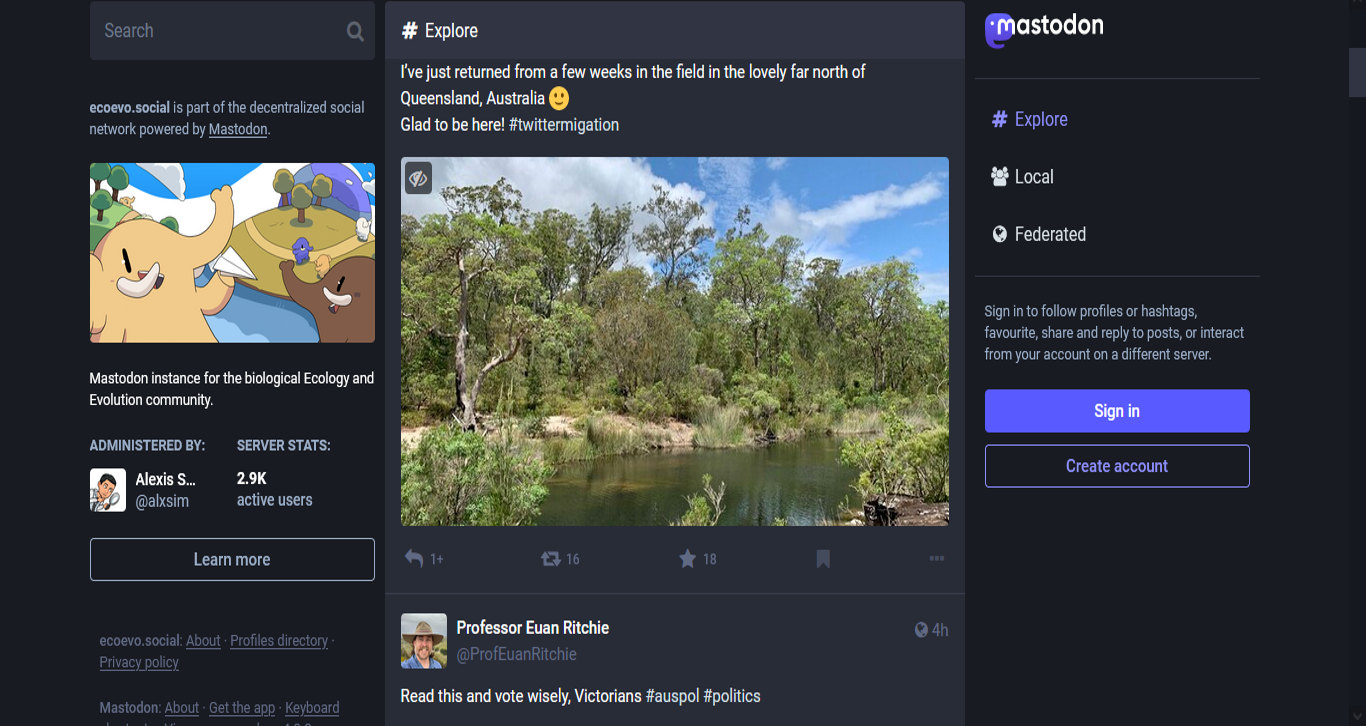 Search
ecoevo.social is part of the decentralized social
network powered by Mastodon.
Mastodon instance for the biological Ecology and
Evolution community.
ADMINISTERED BY:
Alexis S...
@alxsim
SERVER STATS:
2.9K
active users
Learn more
ecoevo.social: About · Profiles directory ·
Privacy policy
Mastodon: About · Get the app · Keyboard
# Explore
I've just returned from a few weeks in the field in the lovely far north of
Queensland, Australia 🙂
Glad to be here! #twittermigation
1+ 16 18
Professor Euan Ritchie
4h
@ProfEuanRitchie
Read this and vote wisely, Victorians #auspol #politics
mastodon
# Explore
Local
Federated
Sign in to follow profiles or hashtags,
favourite, share and reply to posts, or interact
from your account on a different server.
Sign in
Create account